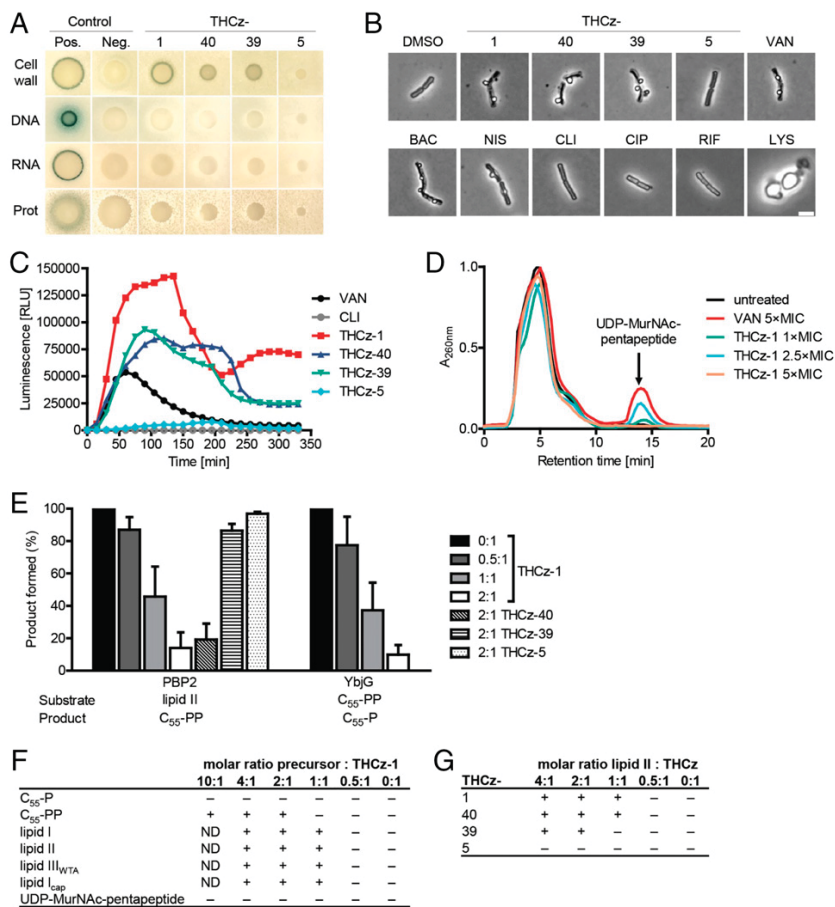 A
Control
THCz-
Pos. Neg. 1 40 39 5
Cell wall
DNA
RNA
Prot
B
THCz-
DMSO 1 40 39 5 VAN
BAC NIS CLI CIP RIF LYS
C
Luminescence [RLU]
150000
125000
100000
75000
50000
25000
0
0 50 100 150 200 250 300 350
Time [min]
VAN
CLI
THCz-1
THCz-40
THCz-39
THCz-5
D
A260nm
1.0
0.5
0.0
0 5 10 15 20
Retention time [min]
UDP-MurNAc-
pentapeptide
untreated
VAN 5×MIC
THCz-1 1×MIC
THCz-1 2.5×MIC
THCz-1 5×MIC
E
Product formed (%)
100
80
60
40
20
0
PBP2 YbjG
Substrate lipid II C55-PP
Product C55-PP C55-P
0:1
0.5:1
1:1
2:1
THCz-1
2:1 THCz-40
2:1 THCz-39
2:1 THCz-5
F
molar ratio precursor : THCz-1
10:1 4:1 2:1 1:1 0.5:1 0:1
C55-P – – – – – –
C55-PP + + + – – –
lipid I ND + + + – –
lipid II ND + + + – –
lipid IIIWTA ND + + + – –
lipid Icap ND + + + – –
UDP-MurNAc-pentapeptide – – – – – –
G
molar ratio lipid II : THCz
THCz- 4:1 2:1 1:1 0.5:1 0:1
1 + + + – –
40 + + + – –
39 + + – – –
5 – – – – –